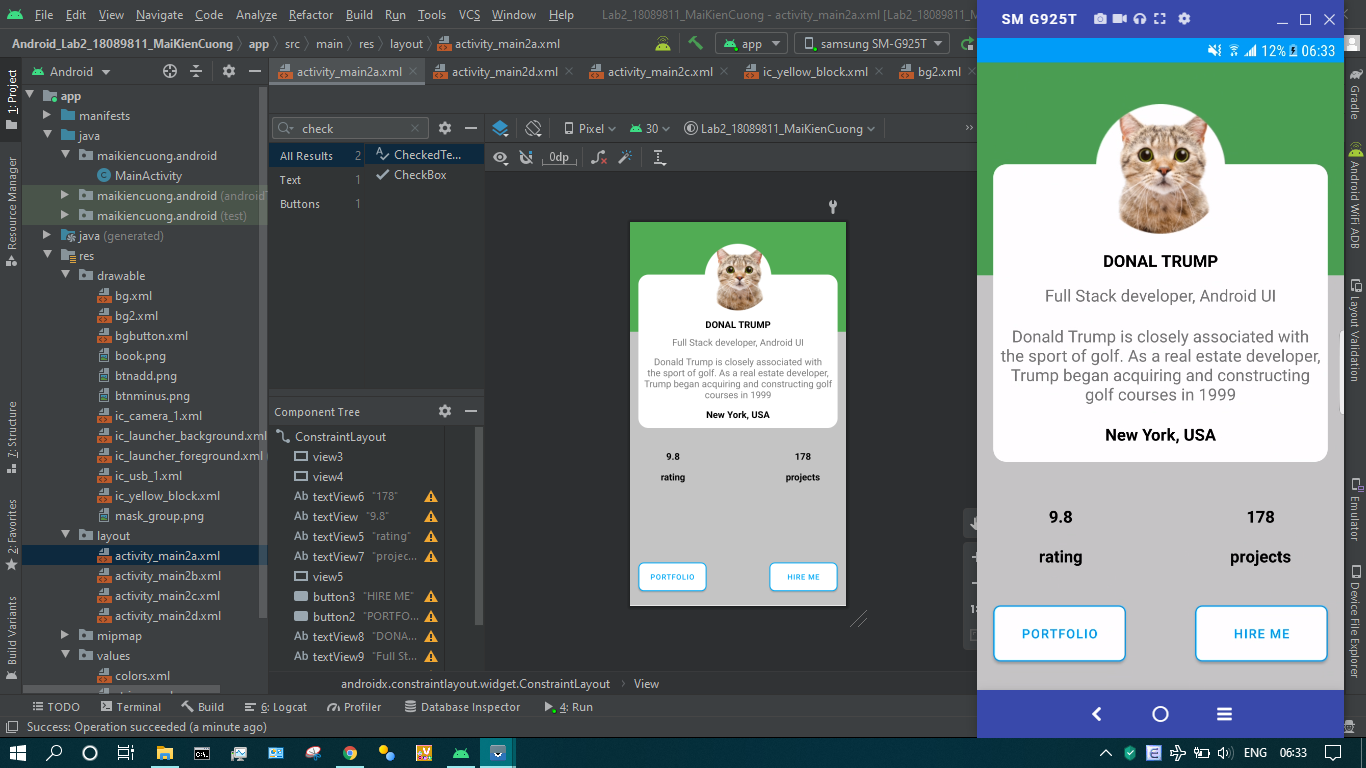 File Edit View Navigate Code Analyze Refactor Build Run Tools VCS Window Help Lab2_18089811_MaiKienCuong - activity_main2a.xml [Lab2_18089811_M
Android_Lab2_18089811_MaiKienCuong app src main res layout activity_main2a.xml app samsung SM-G925T
Android
activity_main2a.xml activity_main2d.xml activity_main2c.xml ic_yellow_block.xml bg2.xml
1: Project
Resource Manager
7: Structure
2: Favorites
Build Variants
app
manifests
java
maikiencuong.android
MainActivity
maikiencuong.android (android
maikiencuong.android (test)
java (generated)
res
drawable
bg.xml
bg2.xml
bgbutton.xml
book.png
btnadd.png
btnminus.png
ic_camera_1.xml
ic_launcher_background.xml
ic_launcher_foreground.xml
ic_usb_1.xml
ic_yellow_block.xml
mask_group.png
layout
activity_main2a.xml
activity_main2b.xml
activity_main2c.xml
activity_main2d.xml
mipmap
values
colors.xml
check
All Results 2
Text 1
Buttons 1
CheckedTe...
CheckBox
Component Tree
ConstraintLayout
view3
view4
Ab textView6 "178"
Ab textView "9.8"
Ab textView5 "rating"
Ab textView7 "projec...
view5
button3 "HIRE ME"
button2 "PORTFO...
Ab textView8 "DONA...
Ab textView9 "Full St...
Pixel 30 Lab2_18089811_MaiKienCuong »
0dp
DONAL TRUMP
Full Stack developer, Android UI
Donald Trump is closely associated with
the sport of golf. As a real estate developer,
Trump began acquiring and constructing golf
courses in 1999
New York, USA
9.8 178
rating projects
PORTFOLIO HIRE ME
androidx.constraintlayout.widget.ConstraintLayout › View
SM G925T
12% 06:33
DONAL TRUMP
Full Stack developer, Android UI
Donald Trump is closely associated with
the sport of golf. As a real estate developer,
Trump began acquiring and constructing
golf courses in 1999
New York, USA
9.8 178
rating projects
PORTFOLIO HIRE ME
Gradle
Android WiFi ADB
Layout Validation
Emulator
Device File Explorer
TODO Terminal Build 6: Logcat Profiler Database Inspector 4: Run
Success: Operation succeeded (a minute ago)
ENG 06:33